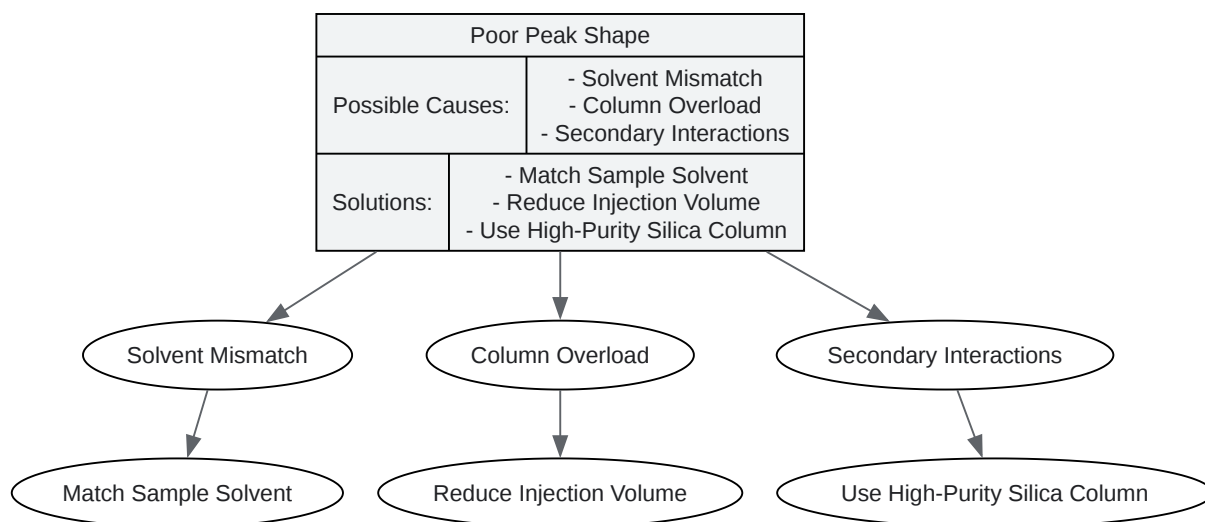 Poor Peak Shape
Possible Causes:
- Solvent Mismatch
- Column Overload
- Secondary Interactions
Solutions:
- Match Sample Solvent
- Reduce Injection Volume
- Use High-Purity Silica Column
Solvent Mismatch
Column Overload
Secondary Interactions
Match Sample Solvent
Reduce Injection Volume
Use High-Purity Silica Column